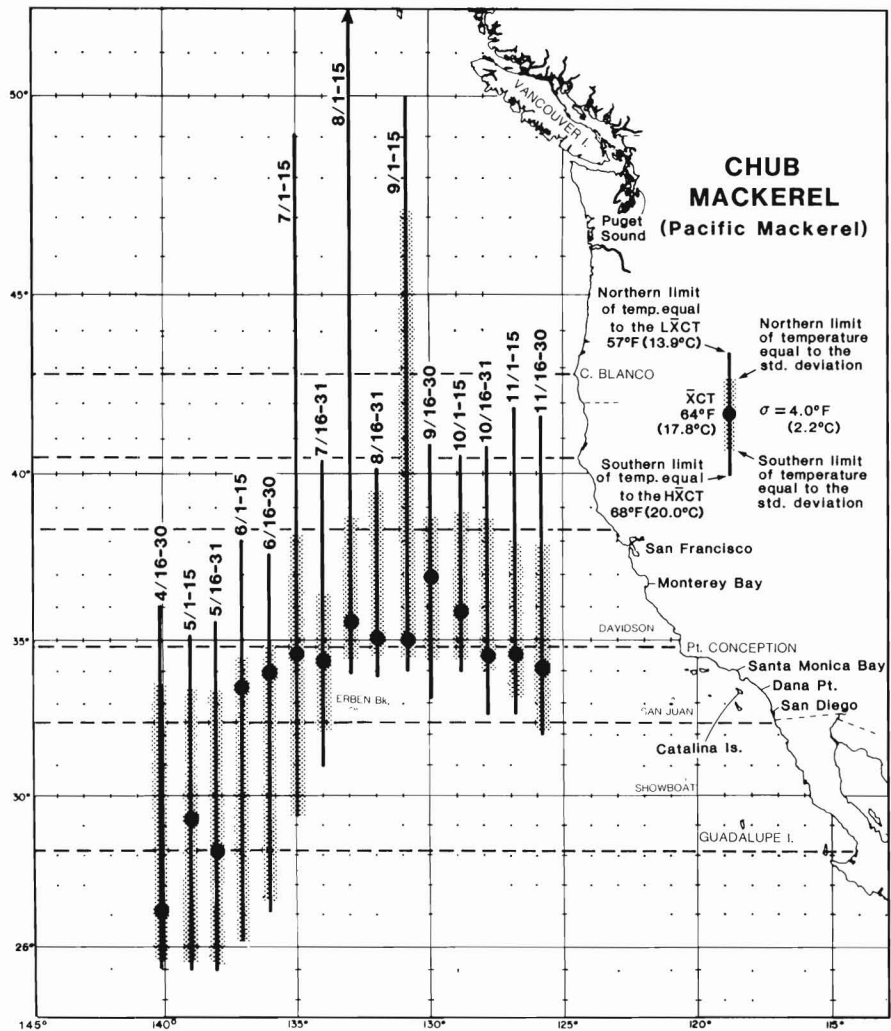 50°
45°
40°
35°
30°
26°
145°
140°
135°
130°
125°
120°
115°
4/16-30
5/1-15
5/16-31
6/1-15
6/16-30
7/1-15
7/16-31
8/1-15
8/16-31
9/1-15
9/16-30
10/1-15
10/16-31
11/1-15
11/16-30
VANCOUVER I.
CHUB
MACKEREL
(Pacific Mackerel)
Puget
Sound
Northern limit
of temp. equal
to the LX̅CT
57°F (13.9°C)
Northern limit
of temperature
equal to the
std. deviation
X̅CT
64°F
(17.8°C)
σ = 4.0°F
(2.2°C)
Southern limit
of temp. equal
to the HX̅CT
68°F (20.0°C)
Southern limit
of temperature
equal to the
std. deviation
C. BLANCO
San Francisco
Monterey Bay
DAVIDSON
Pt. CONCEPTION
Santa Monica Bay
Dana Pt.
San Diego
ERBEN Bk.
SAN JUAN
Catalina Is.
SHOWBOAT
GUADALUPE I.